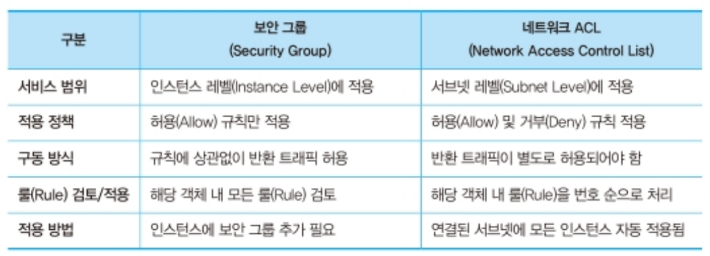 구분
보안 그룹
(Security Group)
네트워크 ACL
(Network Access Control List)
서비스 범위
인스턴스 레벨(Instance Level)에 적용
서브넷 레벨(Subnet Level)에 적용
적용 정책
허용(Allow) 규칙만 적용
허용(Allow) 및 거부(Deny) 규칙 적용
구동 방식
규칙에 상관없이 반환 트래픽 허용
반환 트래픽이 별도로 허용되어야 함
룰(Rule) 검토/적용
해당 객체 내 모든 룰(Rule) 검토
해당 객체 내 룰(Rule)을 번호 순으로 처리
적용 방법
인스턴스에 보안 그룹 추가 필요
연결된 서브넷에 모든 인스턴스 자동 적용됨